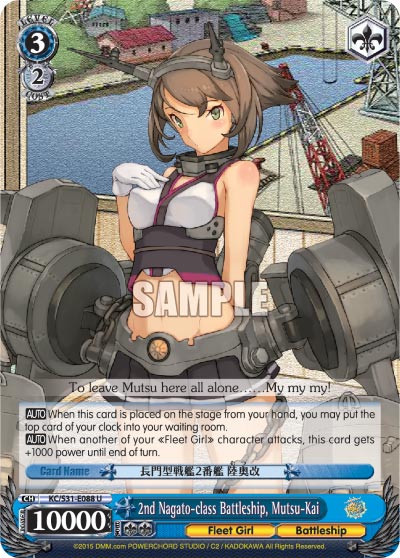 LEVEL
3
2
COST
SAMPLE
To leave Mutsu here all alone……My my my!
AUTO When this card is placed on the stage from your hand, you may put the
top card of your clock into your waiting room.
AUTO When another of your «Fleet Girl» character attacks, this card gets
+1000 power until end of turn.
Card Name 長門型戦艦2番艦 陸奥改
CH KC/S31-E088 U
2nd Nagato-class Battleship, Mutsu-Kai
POWER 10000 SOUL
Fleet Girl Battleship
©2015 DMM.com POWERCHORD STUDIO / C2 / KADOKAWA All Rights Reserved.